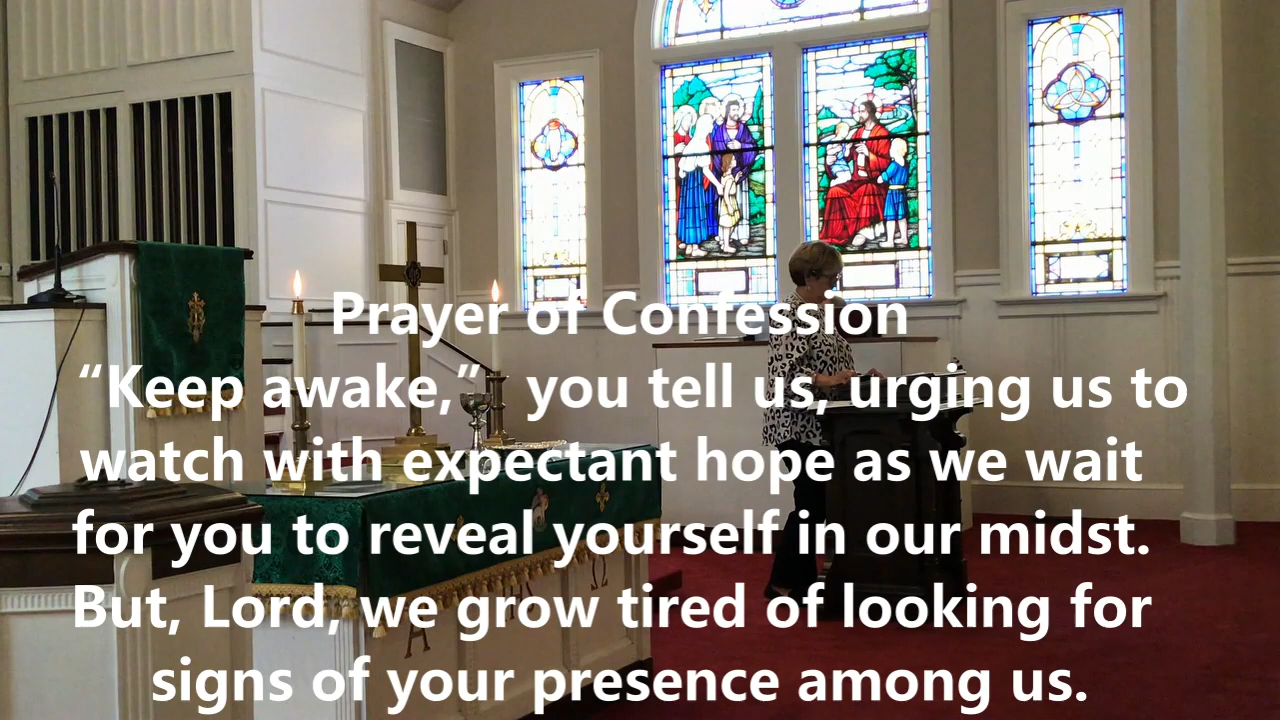 Prayer of Confession
“Keep awake,” you tell us, urging us to
watch with expectant hope as we wait
for you to reveal yourself in our midst.
But, Lord, we grow tired of looking for
signs of your presence among us.
Α
Ω